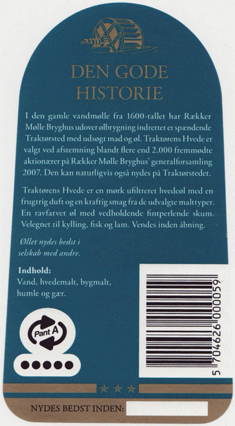 DEN GODE
HISTORIE
I den gamle vandmølle fra 1600-tallet har Rækker
Mølle Bryghus udover ølbrygning indrettet et spændende
Traktørsted med udsøgt mad og øl. Traktørens Hvede er
valgt ved afstemning blandt flere end 2.000 fremmødte
aktionærer på Rækker Mølle Bryghus' generalforsamling
2007. Den kan naturligvis også nydes på Traktørstedet.
Traktørens Hvede er en mørk ufiltreret hvedeøl med en
frugtrig duft og en kraftig smag fra de udvalgte malttyper.
En ravfarvet øl med vedholdende fintperlende skum.
Velegnet til kylling, fisk og lam. Vendes inden åbning.
Øllet nydes bedst i
selskab med andre.
Indhold:
Vand, hvedemalt, bygmalt,
humle og gær.
Pant A
5 704626 000059
NYDES BEDST INDEN: